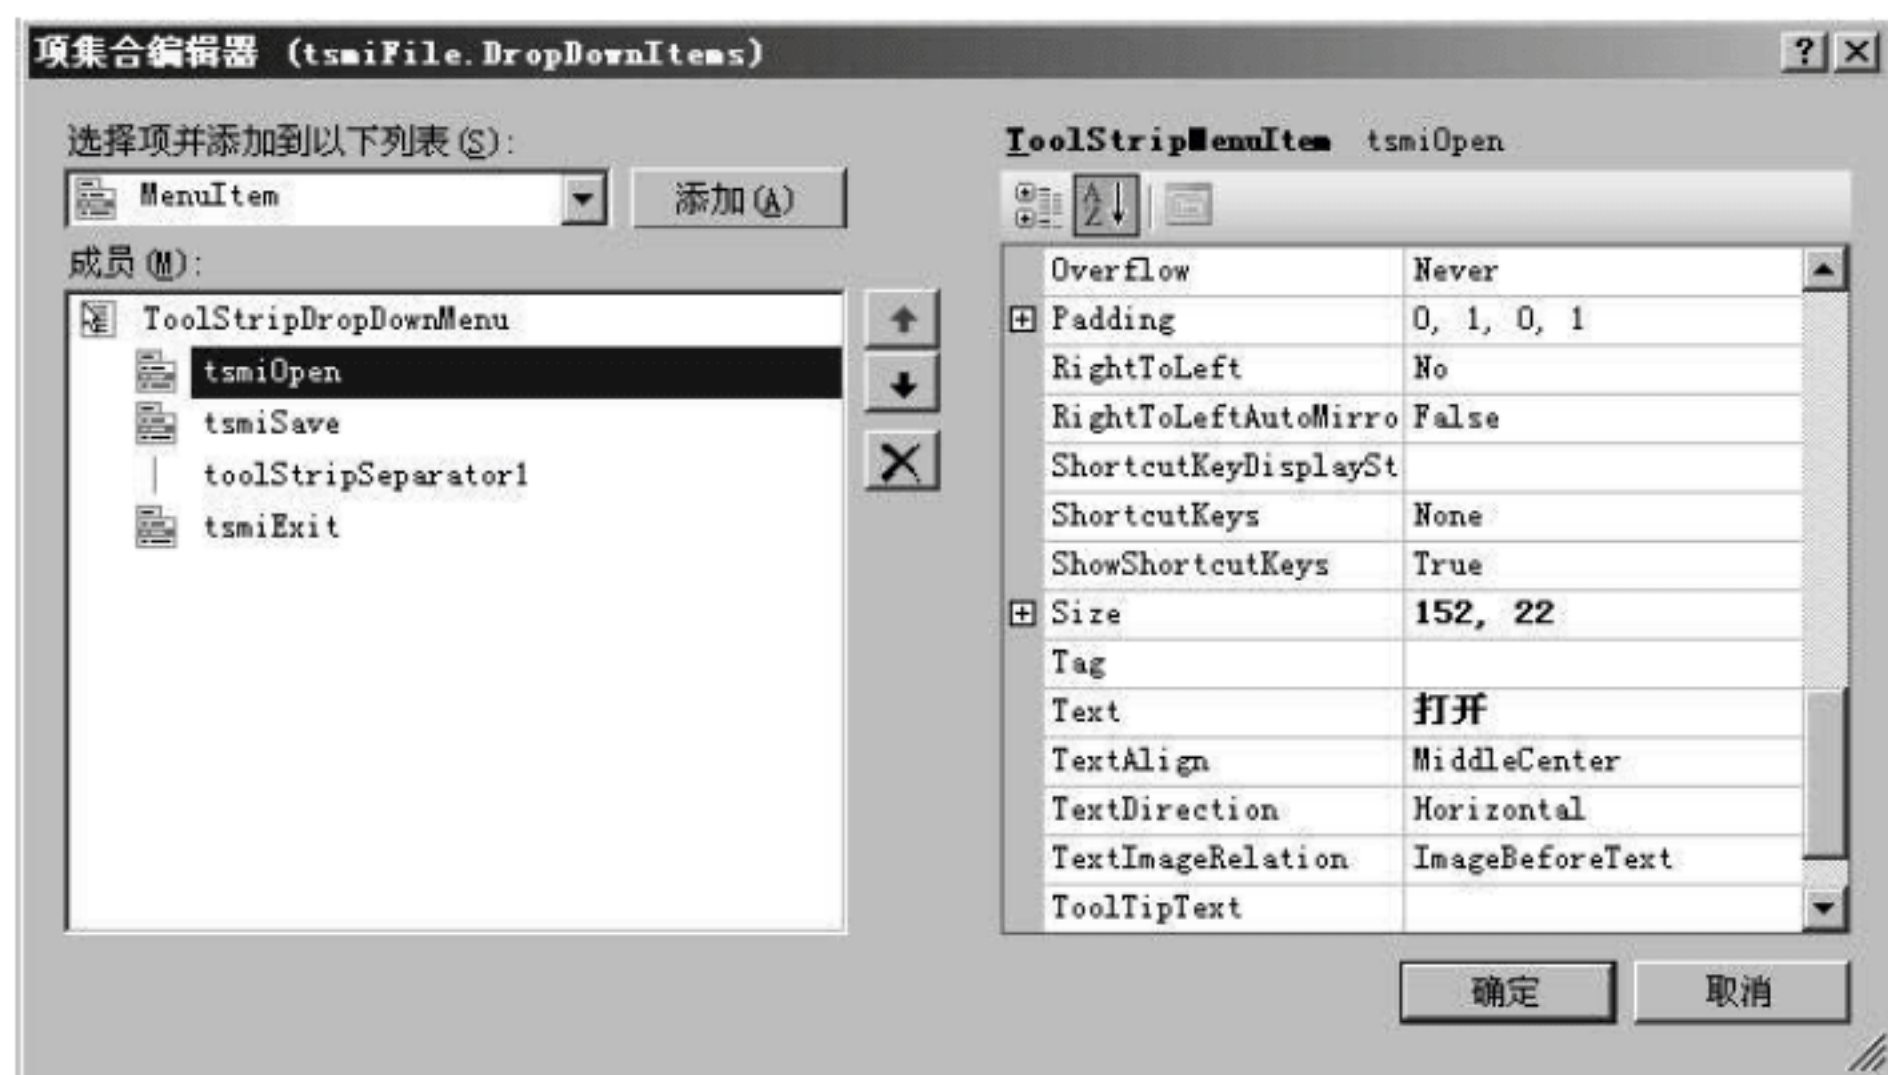 项集合编辑器 (tsmiFile.DropDownItems)
选择项并添加到以下列表(S):
MenuItem
添加(A)
成员(M):
ToolStripDropDownMenu
tsmiOpen
tsmiSave
toolStripSeparator1
tsmiExit
ToolStripMenuItem tsmiOpen
Overflow Never
Padding 0, 1, 0, 1
RightToLeft No
RightToLeftAutoMirro False
ShortcutKeyDisplaySt
ShortcutKeys None
ShowShortcutKeys True
Size 152, 22
Tag
Text 打开
TextAlign MiddleCenter
TextDirection Horizontal
TextImageRelation ImageBeforeText
ToolTipText
确定
取消